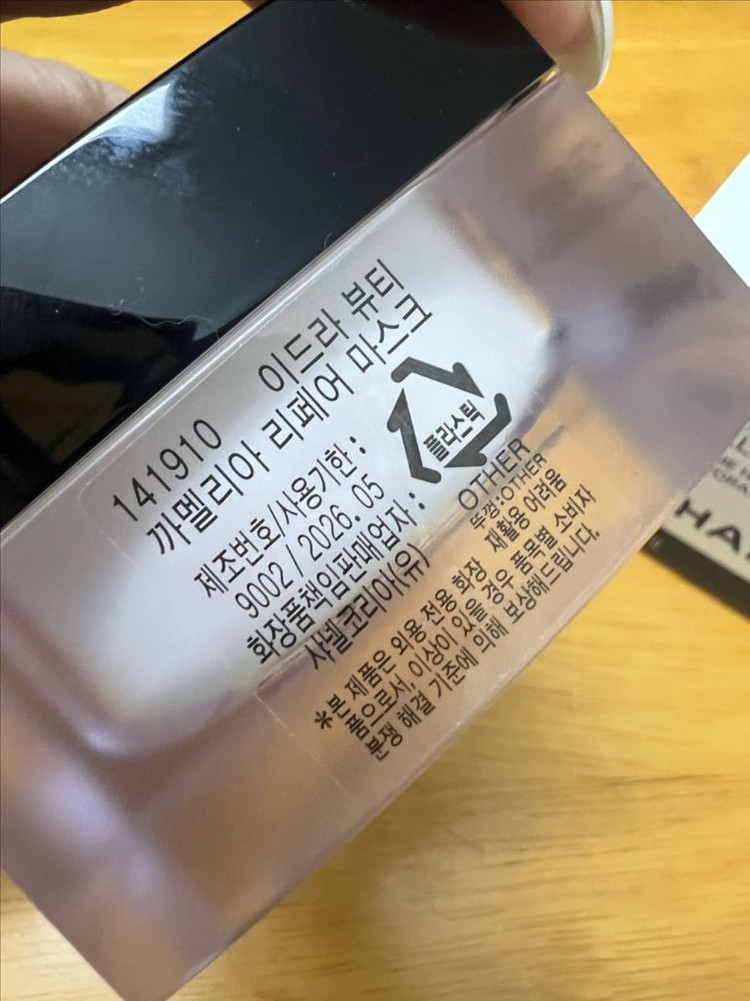 141910 이드라 뷰티
까멜리아 리페어 마스크
제조번호/사용기한 :
9002 / 2026. 05
화장품책임판매업자 :
샤넬코리아(유)
플라스틱
OTHER
뚜껑:OTHER
재활용 어려움
*본 제품은 외용 전용 화장
품으로서, 이상이 있을 경우 품목별 소비자
분쟁 해결 기준에 의해 보상해드립니다.
HA